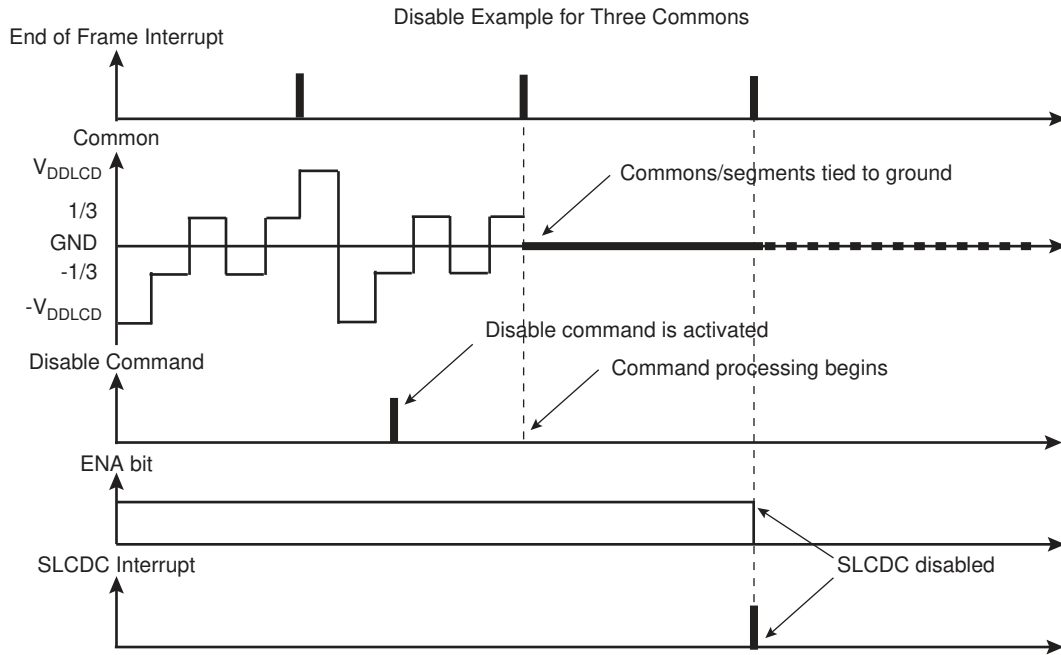 Disable Example for Three Commons
End of Frame Interrupt
Common
VDDLCD
1/3
GND
-1/3
-VDDLCD
Commons/segments tied to ground
Disable command is activated
Disable Command
Command processing begins
ENA bit
SLCDC Interrupt
SLCDC disabled